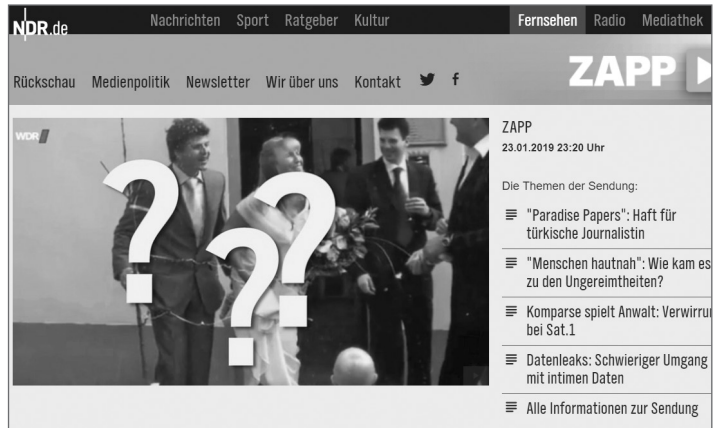 NDR.de
Nachrichten Sport Ratgeber Kultur Fernsehen Radio Mediathek
ZAPP
Rückschau Medienpolitik Newsletter Wir über uns Kontakt
WDR
? ? ?
ZAPP
23.01.2019 23:20 Uhr
Die Themen der Sendung:
"Paradise Papers": Haft für
türkische Journalistin
"Menschen hautnah": Wie kam es
zu den Ungereimtheiten?
Komparse spielt Anwalt: Verwirru
bei Sat.1
Datenleaks: Schwieriger Umgang
mit intimen Daten
Alle Informationen zur Sendung